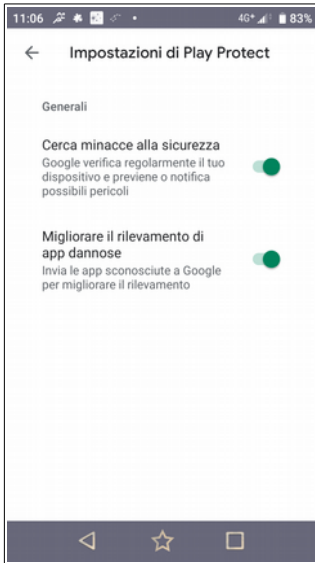 11:06 4G+ 83%
Impostazioni di Play Protect
Generali
Cerca minacce alla sicurezza
Google verifica regolarmente il tuo
dispositivo e previene o notifica
possibili pericoli
Migliorare il rilevamento di
app dannose
Invia le app sconosciute a Google
per migliorare il rilevamento